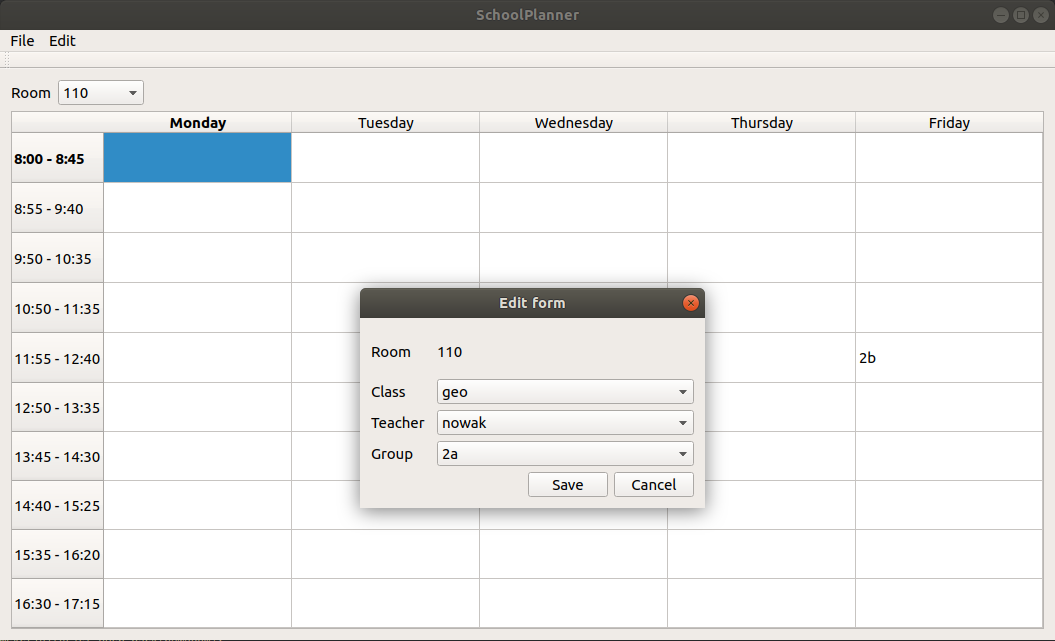 SchoolPlanner
File Edit
Room 110
Monday Tuesday Wednesday Thursday Friday
8:00 - 8:45
8:55 - 9:40
9:50 - 10:35
10:50 - 11:35
11:55 - 12:40 2b
12:50 - 13:35
13:45 - 14:30
14:40 - 15:25
15:35 - 16:20
16:30 - 17:15
Edit form
Room 110
Class geo
Teacher nowak
Group 2a
Save Cancel